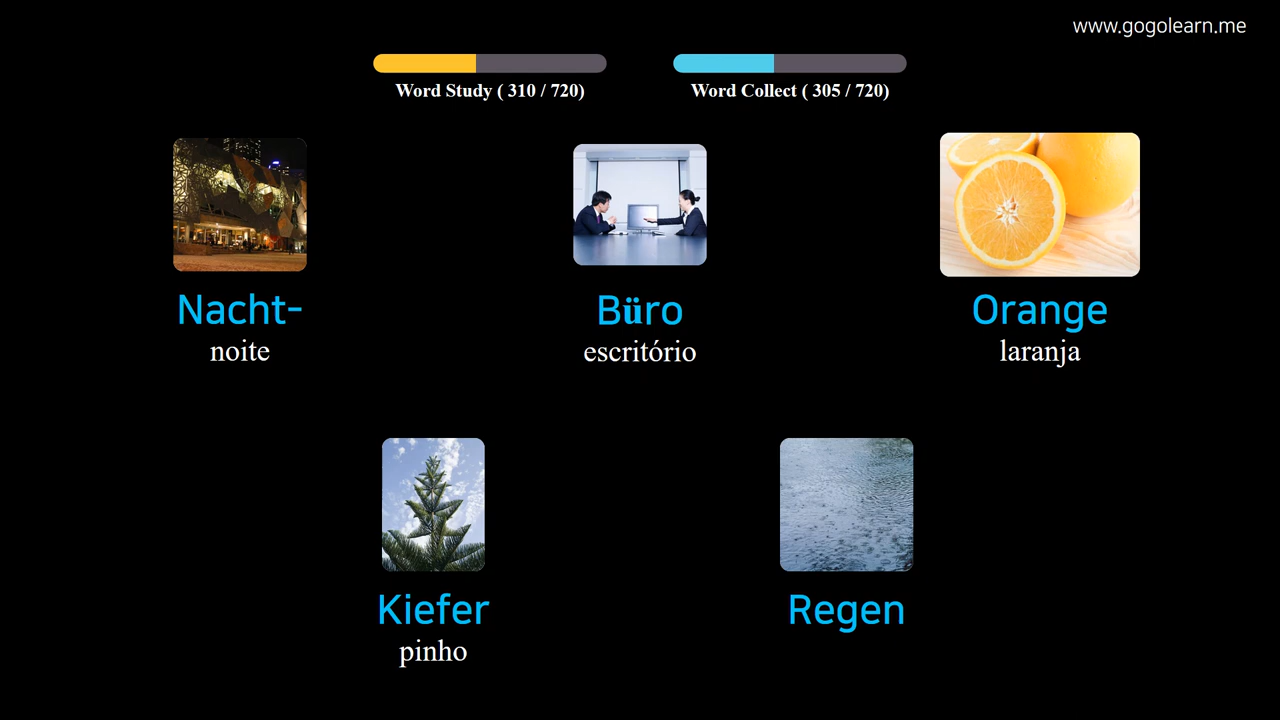 www.gogolearn.me
Word Study ( 310 / 720)
Word Collect ( 305 / 720)
Nacht-
noite
Büro
escritório
Orange
laranja
Kiefer
pinho
Regen